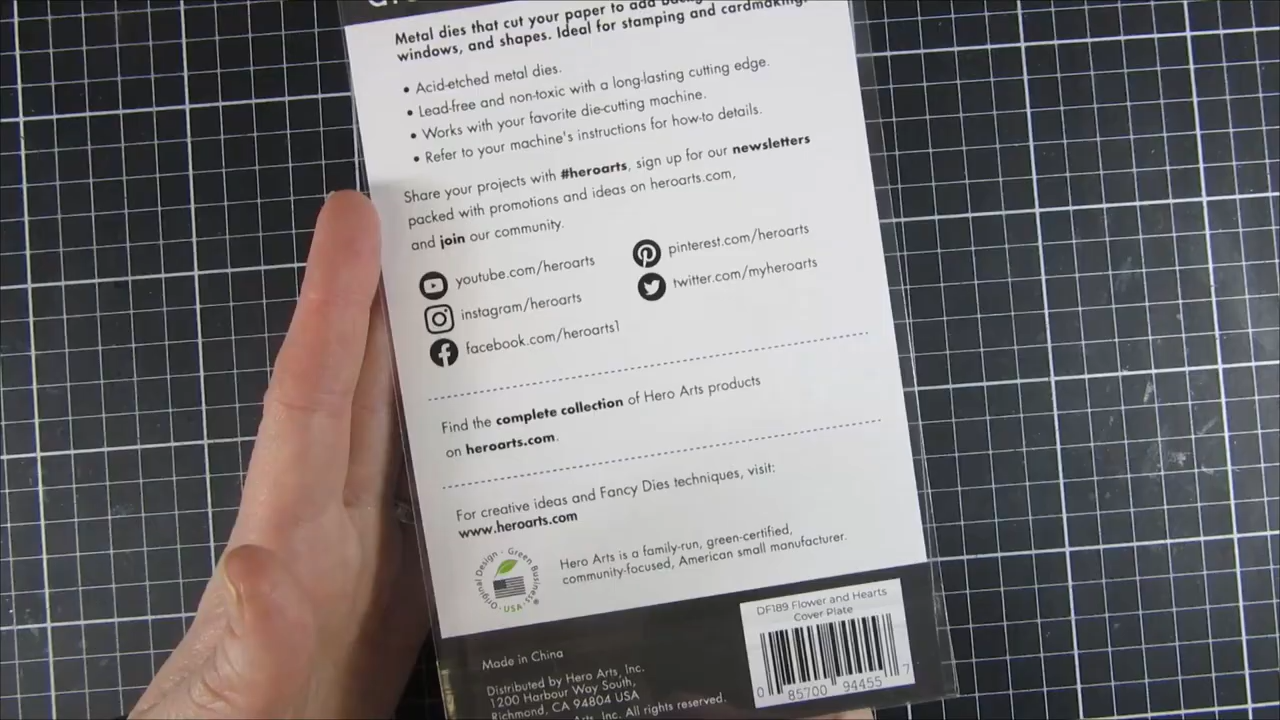 Metal dies that cut your paper to add
windows, and shapes. Ideal for stamping and cardmaking.
• Acid-etched metal dies.
• Lead-free and non-toxic with a long-lasting cutting edge.
• Works with your favorite die-cutting machine.
• Refer to your machine's instructions for how-to details.
Share your projects with #heroarts, sign up for our newsletters
packed with promotions and ideas on heroarts.com,
and join our community.
youtube.com/heroarts
instagram/heroarts
facebook.com/heroarts1
pinterest.com/heroarts
twitter.com/myheroarts
Find the complete collection of Hero Arts products
on heroarts.com.
For creative ideas and Fancy Dies techniques, visit:
www.heroarts.com
Original Design · Green Business · USA ·
Hero Arts is a family-run, green-certified,
community-focused, American small manufacturer.
DF189 Flower and Hearts
Cover Plate
0 85700 94455 7
Made in China
Distributed by Hero Arts, Inc.
1200 Harbour Way South,
Richmond, CA 94804 USA
Arts, Inc. All rights reserved.